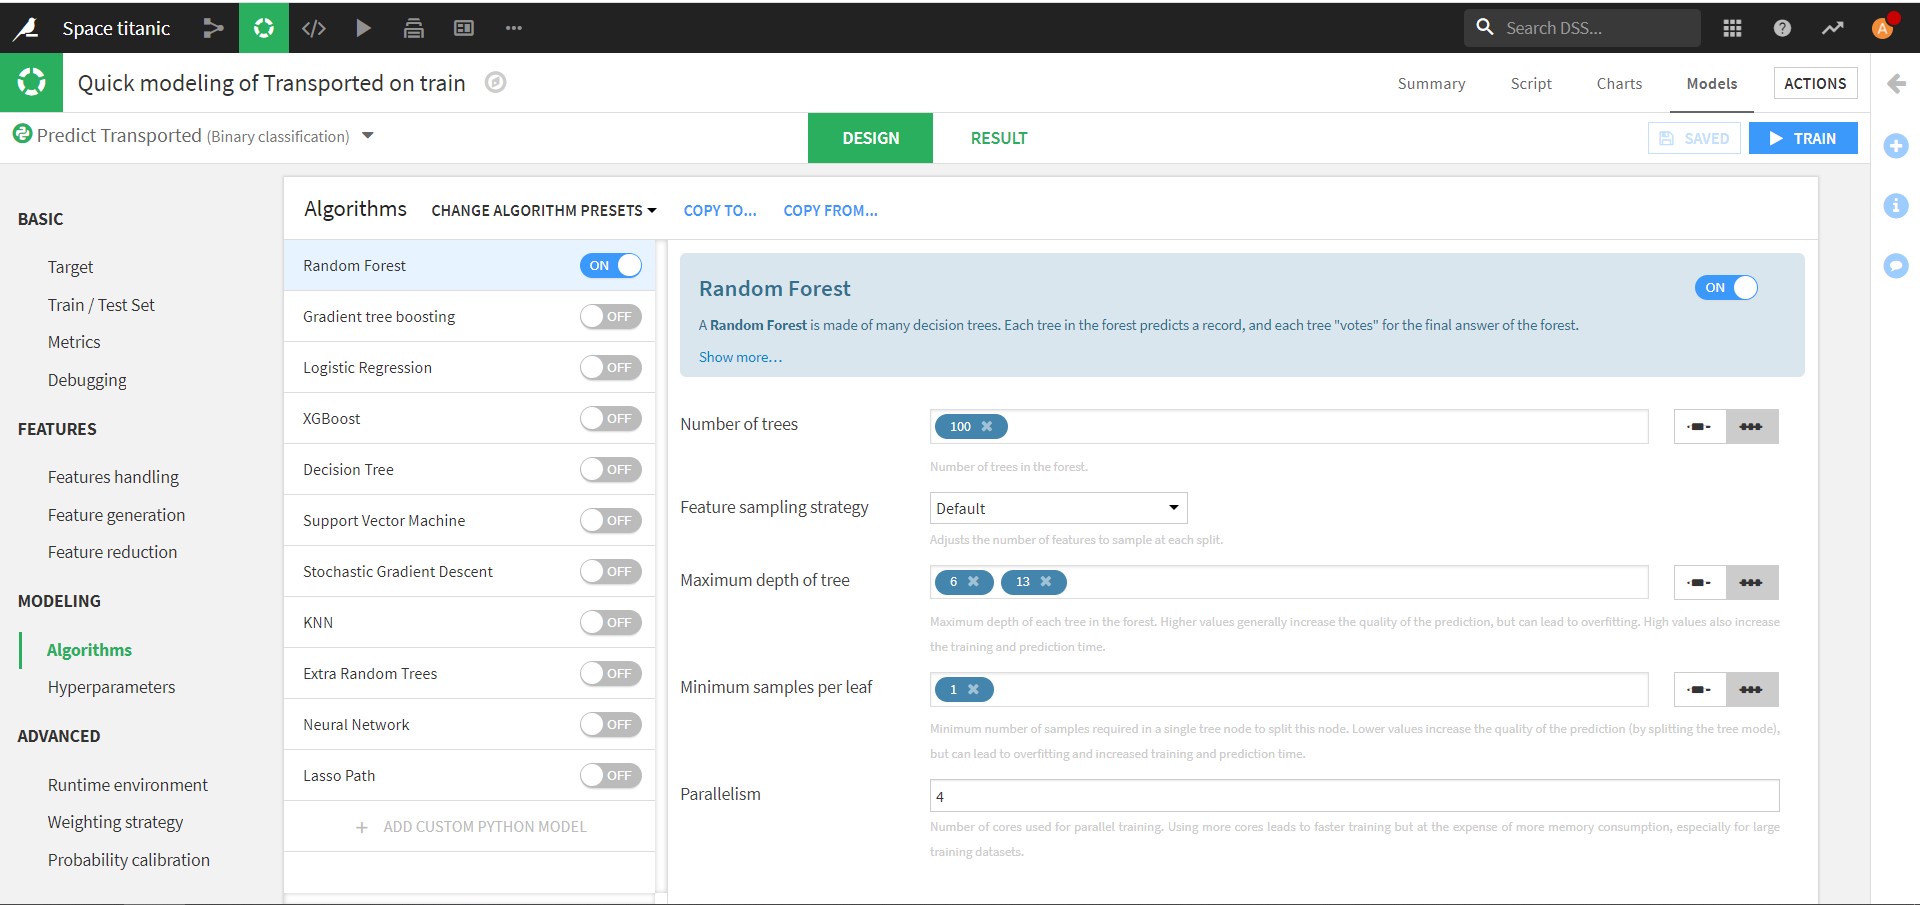 Space titanic
Search DSS...
A
Quick modeling of Transported on train
Summary
Script
Charts
Models
ACTIONS
Predict Transported (Binary classification)
DESIGN
RESULT
SAVED
TRAIN
BASIC
Target
Train / Test Set
Metrics
Debugging
FEATURES
Features handling
Feature generation
Feature reduction
MODELING
Algorithms
Hyperparameters
ADVANCED
Runtime environment
Weighting strategy
Probability calibration
Algorithms
CHANGE ALGORITHM PRESETS
COPY TO...
COPY FROM...
Random Forest ON
Gradient tree boosting OFF
Logistic Regression OFF
XGBoost OFF
Decision Tree OFF
Support Vector Machine OFF
Stochastic Gradient Descent OFF
KNN OFF
Extra Random Trees OFF
Neural Network OFF
Lasso Path OFF
+ ADD CUSTOM PYTHON MODEL
Random Forest ON
A Random Forest is made of many decision trees. Each tree in the forest predicts a record, and each tree "votes" for the final answer of the forest.
Show more...
Number of trees 100
Number of trees in the forest.
Feature sampling strategy Default
Adjusts the number of features to sample at each split.
Maximum depth of tree 6 13
Maximum depth of each tree in the forest. Higher values generally increase the quality of the prediction, but can lead to overfitting. High values also increase
the training and prediction time.
Minimum samples per leaf 1
Minimum number of samples required in a single tree node to split this node. Lower values increase the quality of the prediction (by splitting the tree mode),
but can lead to overfitting and increased training and prediction time.
Parallelism 4
Number of cores used for parallel training. Using more cores leads to faster training but at the expense of more memory consumption, especially for large
training datasets.